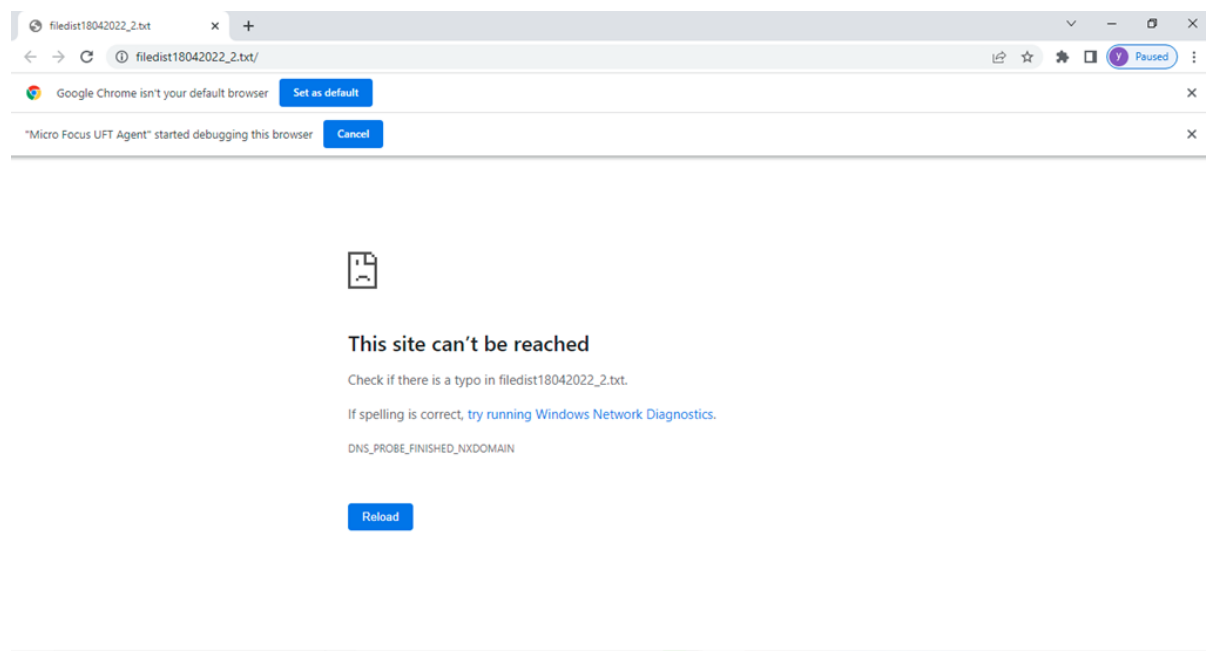 filedist18042022_2.txt
filedist18042022_2.txt/
Paused
y
Google Chrome isn't your default browser Set as default
"Micro Focus UFT Agent" started debugging this browser Cancel
This site can’t be reached
Check if there is a typo in filedist18042022_2.txt.
If spelling is correct, try running Windows Network Diagnostics.
DNS_PROBE_FINISHED_NXDOMAIN
Reload